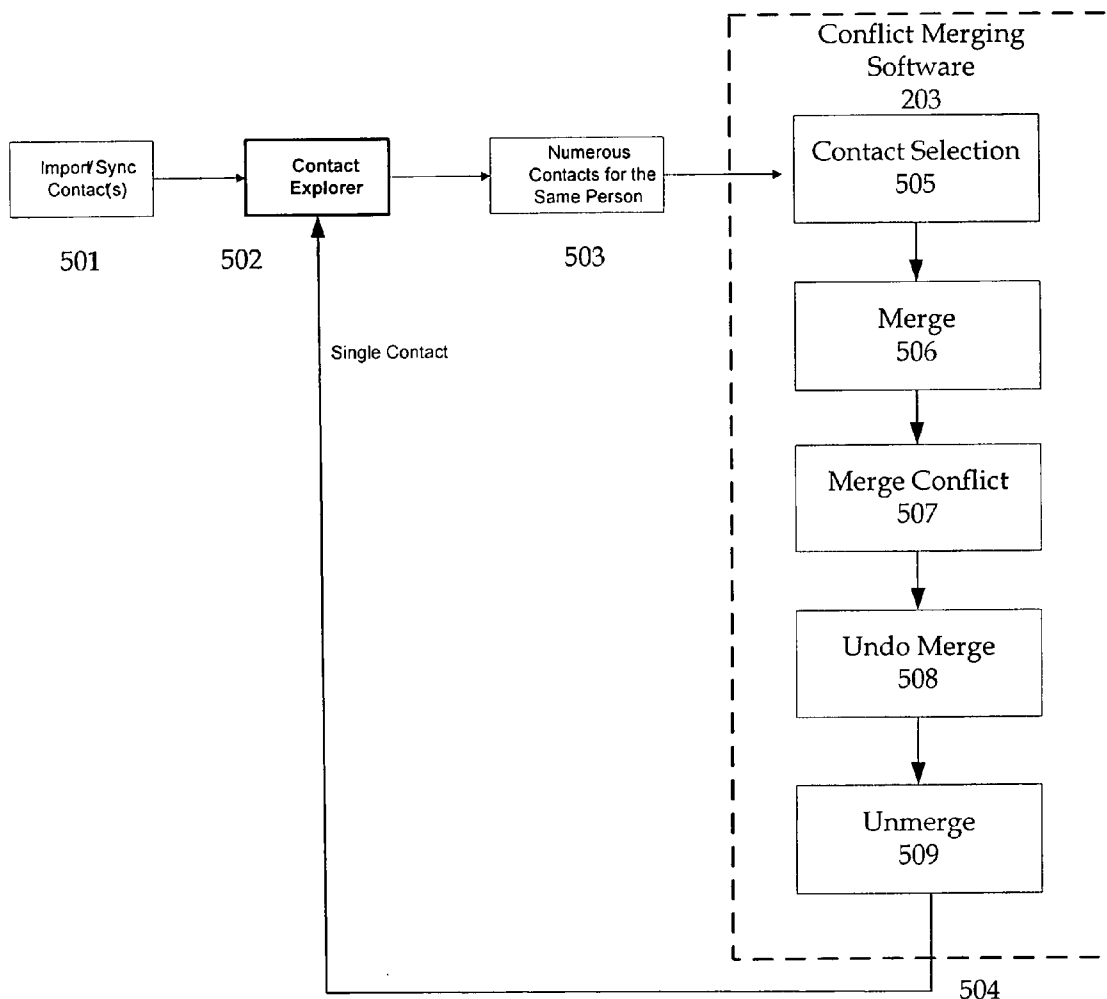 Conflict Merging
Software
203
Import/Sync
Contac(s)
501
Contact
Explorer
502
Numerous
Contacts for the
Same Person
503
Contact Selection
505
Merge
506
Merge Conflict
507
Undo Merge
508
Unmerge
509
Single Contact
504